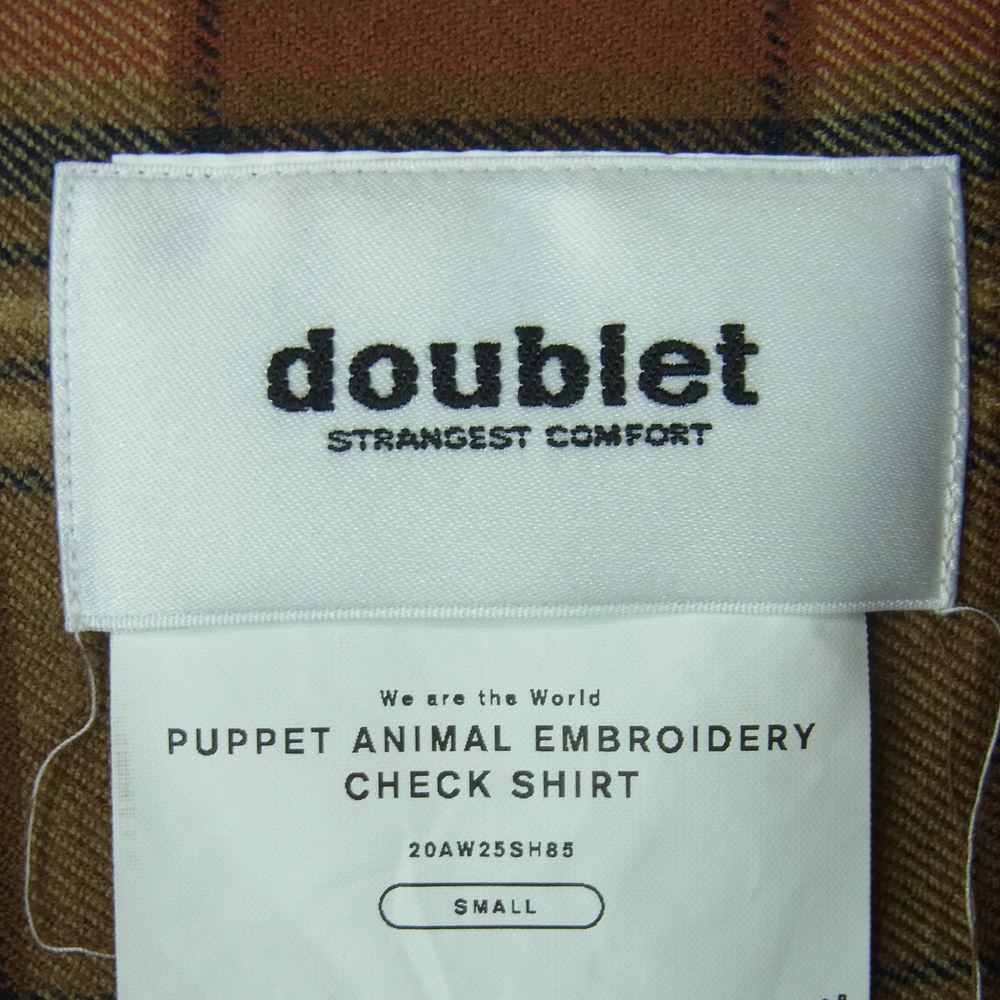 doublet
STRANGEST COMFORT
We are the World
PUPPET ANIMAL EMBROIDERY
CHECK SHIRT
20AW25SH85
SMALL